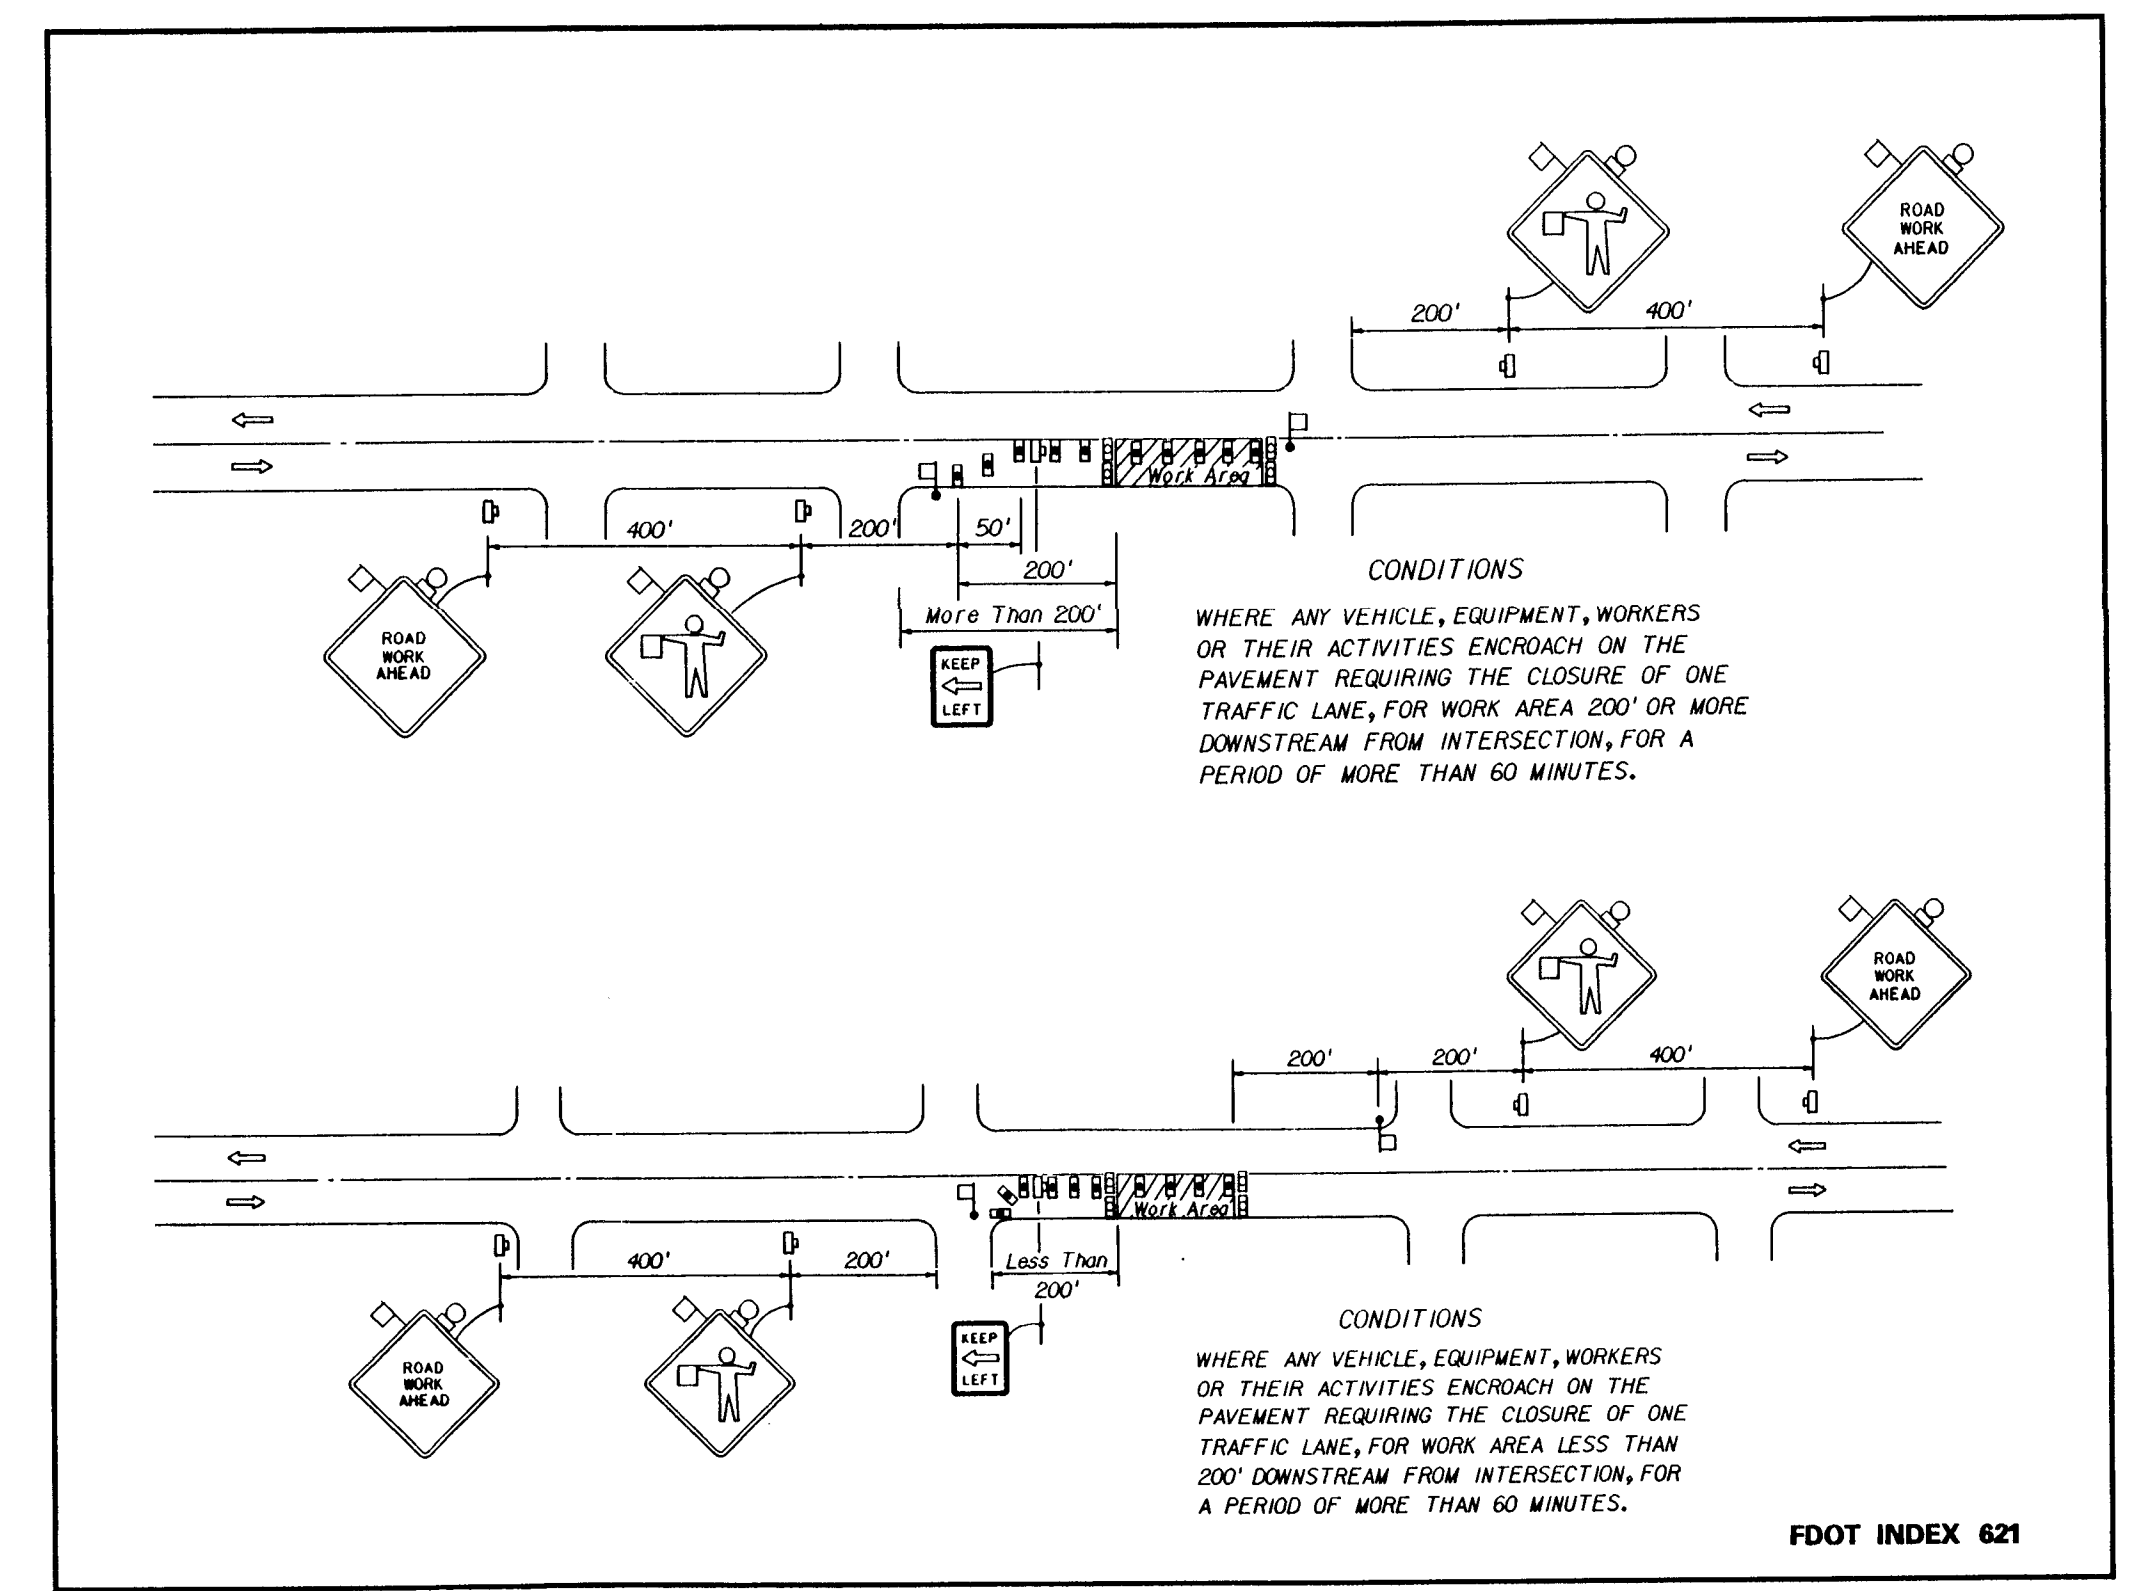 ROAD
WORK
AHEAD
200'
400'
400'
200'
50'
Work Area
200'
More Than 200'
ROAD
WORK
AHEAD
KEEP
LEFT
CONDITIONS
WHERE ANY VEHICLE, EQUIPMENT, WORKERS
OR THEIR ACTIVITIES ENCROACH ON THE
PAVEMENT REQUIRING THE CLOSURE OF ONE
TRAFFIC LANE, FOR WORK AREA 200' OR MORE
DOWNSTREAM FROM INTERSECTION, FOR A
PERIOD OF MORE THAN 60 MINUTES.
ROAD
WORK
AHEAD
200'
200'
400'
Work Area
400'
200'
Less Than
200'
ROAD
WORK
AHEAD
KEEP
LEFT
CONDITIONS
WHERE ANY VEHICLE, EQUIPMENT, WORKERS
OR THEIR ACTIVITIES ENCROACH ON THE
PAVEMENT REQUIRING THE CLOSURE OF ONE
TRAFFIC LANE, FOR WORK AREA LESS THAN
200' DOWNSTREAM FROM INTERSECTION, FOR
A PERIOD OF MORE THAN 60 MINUTES.
FDOT INDEX 621